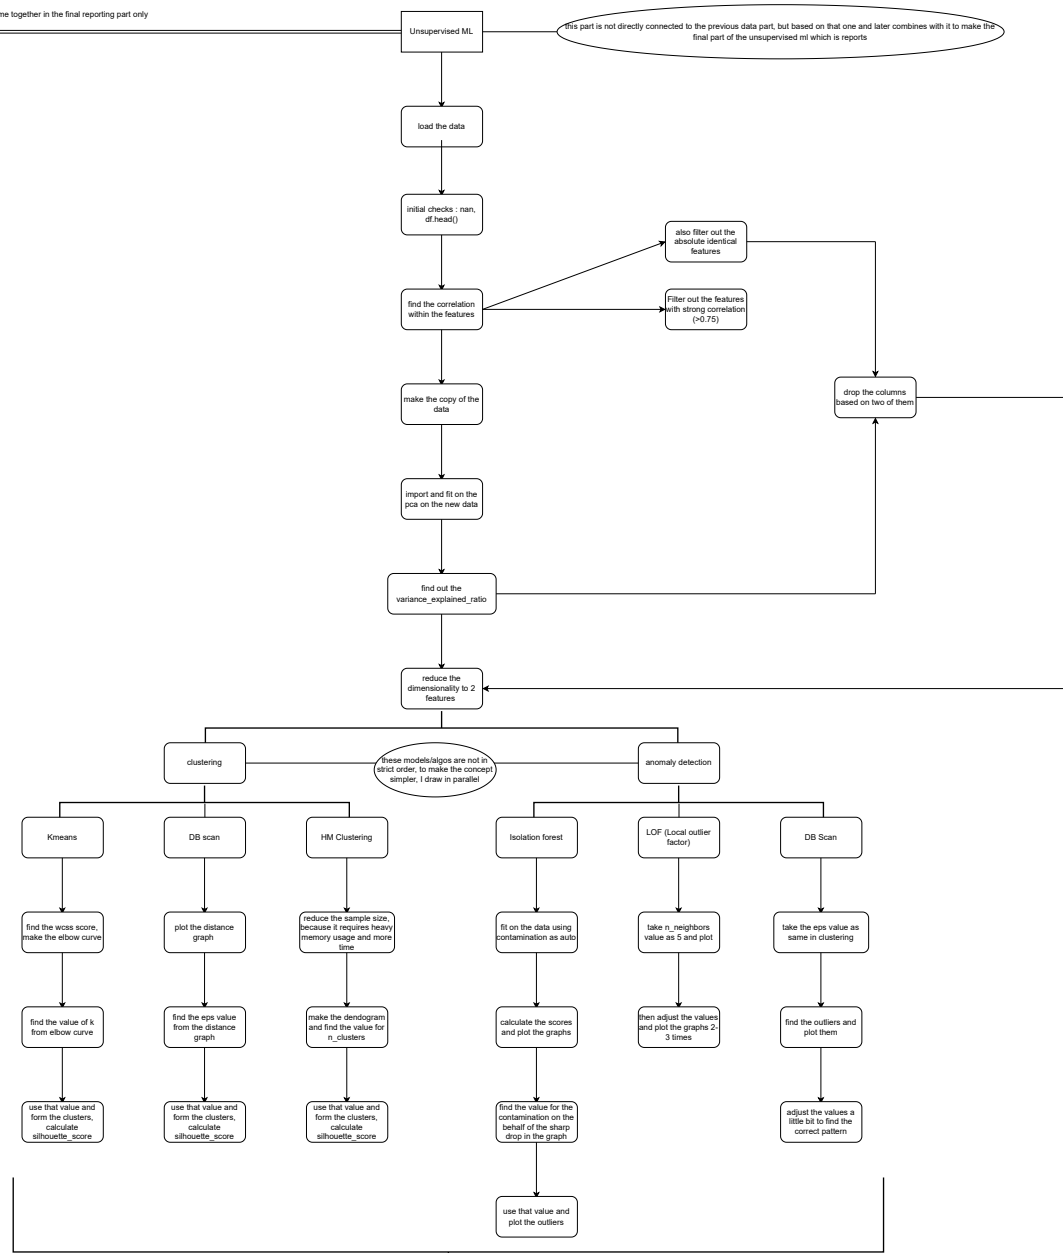 me together in the final reporting part only
Unsupervised ML
this part is not directly connected to the previous data part, but based on that one and later combines with it to make the
final part of the unsupervised ml which is reports
load the data
initial checks : nan,
df.head()
also filter out the
absolute identical
features
find the correlation
within the features
Filter out the features
with strong correlation
(>0.75)
make the copy of the
data
drop the columns
based on two of them
import and fit on the
pca on the new data
find out the
variance_explained_ratio
reduce the
dimensionality to 2
features
clustering
these models/algos are not in
strict order, to make the concept
simpler, I draw in parallel
anomaly detection
Kmeans
DB scan
HM Clustering
Isolation forest
LOF (Local outlier
factor)
DB Scan
find the wcss score,
make the elbow curve
plot the distance
graph
reduce the sample size,
because it requires heavy
memory usage and more
time
fit on the data using
contamination as auto
take n_neighbors
value as 5 and plot
take the eps value as
same in clustering
find the value of k
from elbow curve
find the eps value
from the distance
graph
make the dendogram
and find the value for
n_clusters
calculate the scores
and plot the graphs
then adjust the values
and plot the graphs 2-
3 times
find the outliers and
plot them
use that value and
form the clusters,
calculate
silhouette_score
use that value and
form the clusters,
calculate
silhouette_score
use that value and
form the clusters,
calculate
silhouette_score
find the value for the
contamination on the
behalf of the sharp
drop in the graph
adjust the values a
little bit to find the
correct pattern
use that value and
plot the outliers